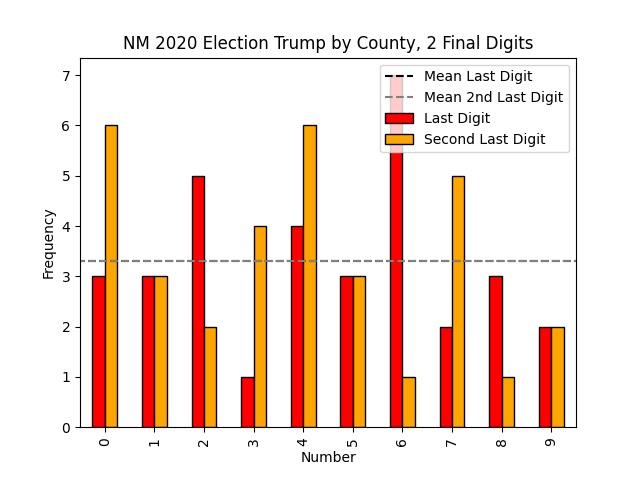 NM 2020 Election Trump by County, 2 Final Digits
Mean Last Digit
Mean 2nd Last Digit
Last Digit
Second Last Digit
Frequency
7
6
5
4
3
2
1
0
0 1 2 3 4 5 6 7 8 9
Number